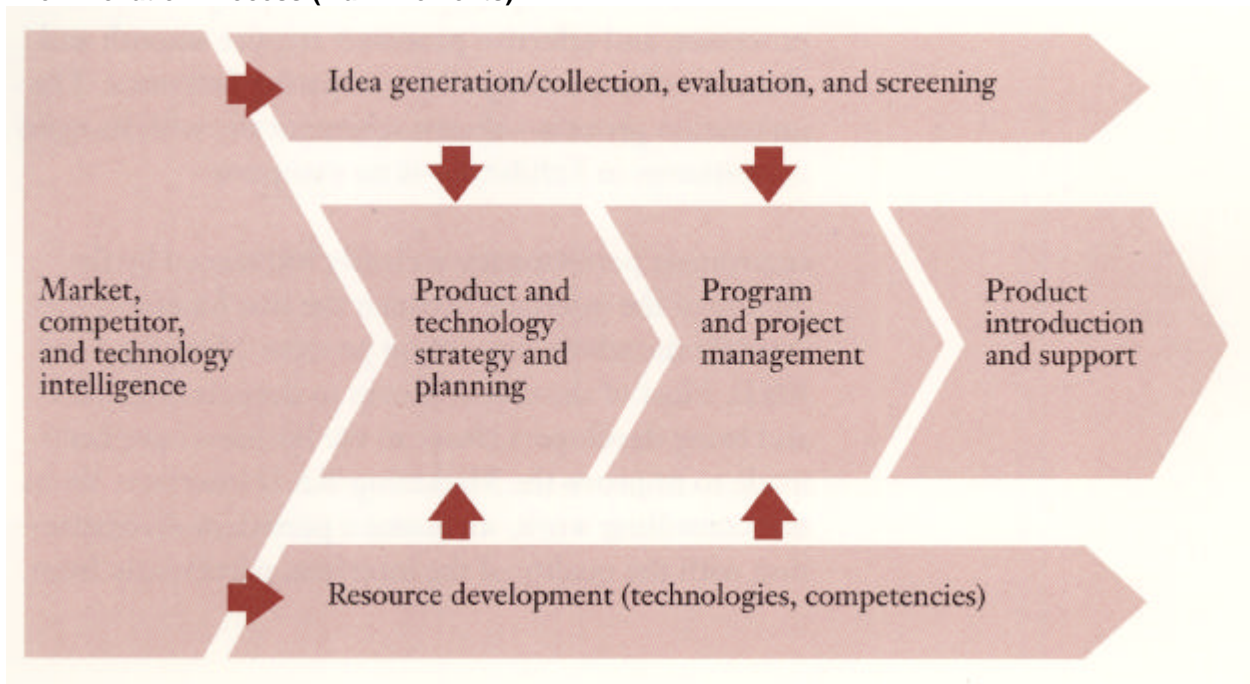 Idea generation/collection, evaluation, and screening
Market,
competitor,
and technology
intelligence
Product and
technology
strategy and
planning
Program
and project
management
Product
introduction
and support
Resource development (technologies, competencies)